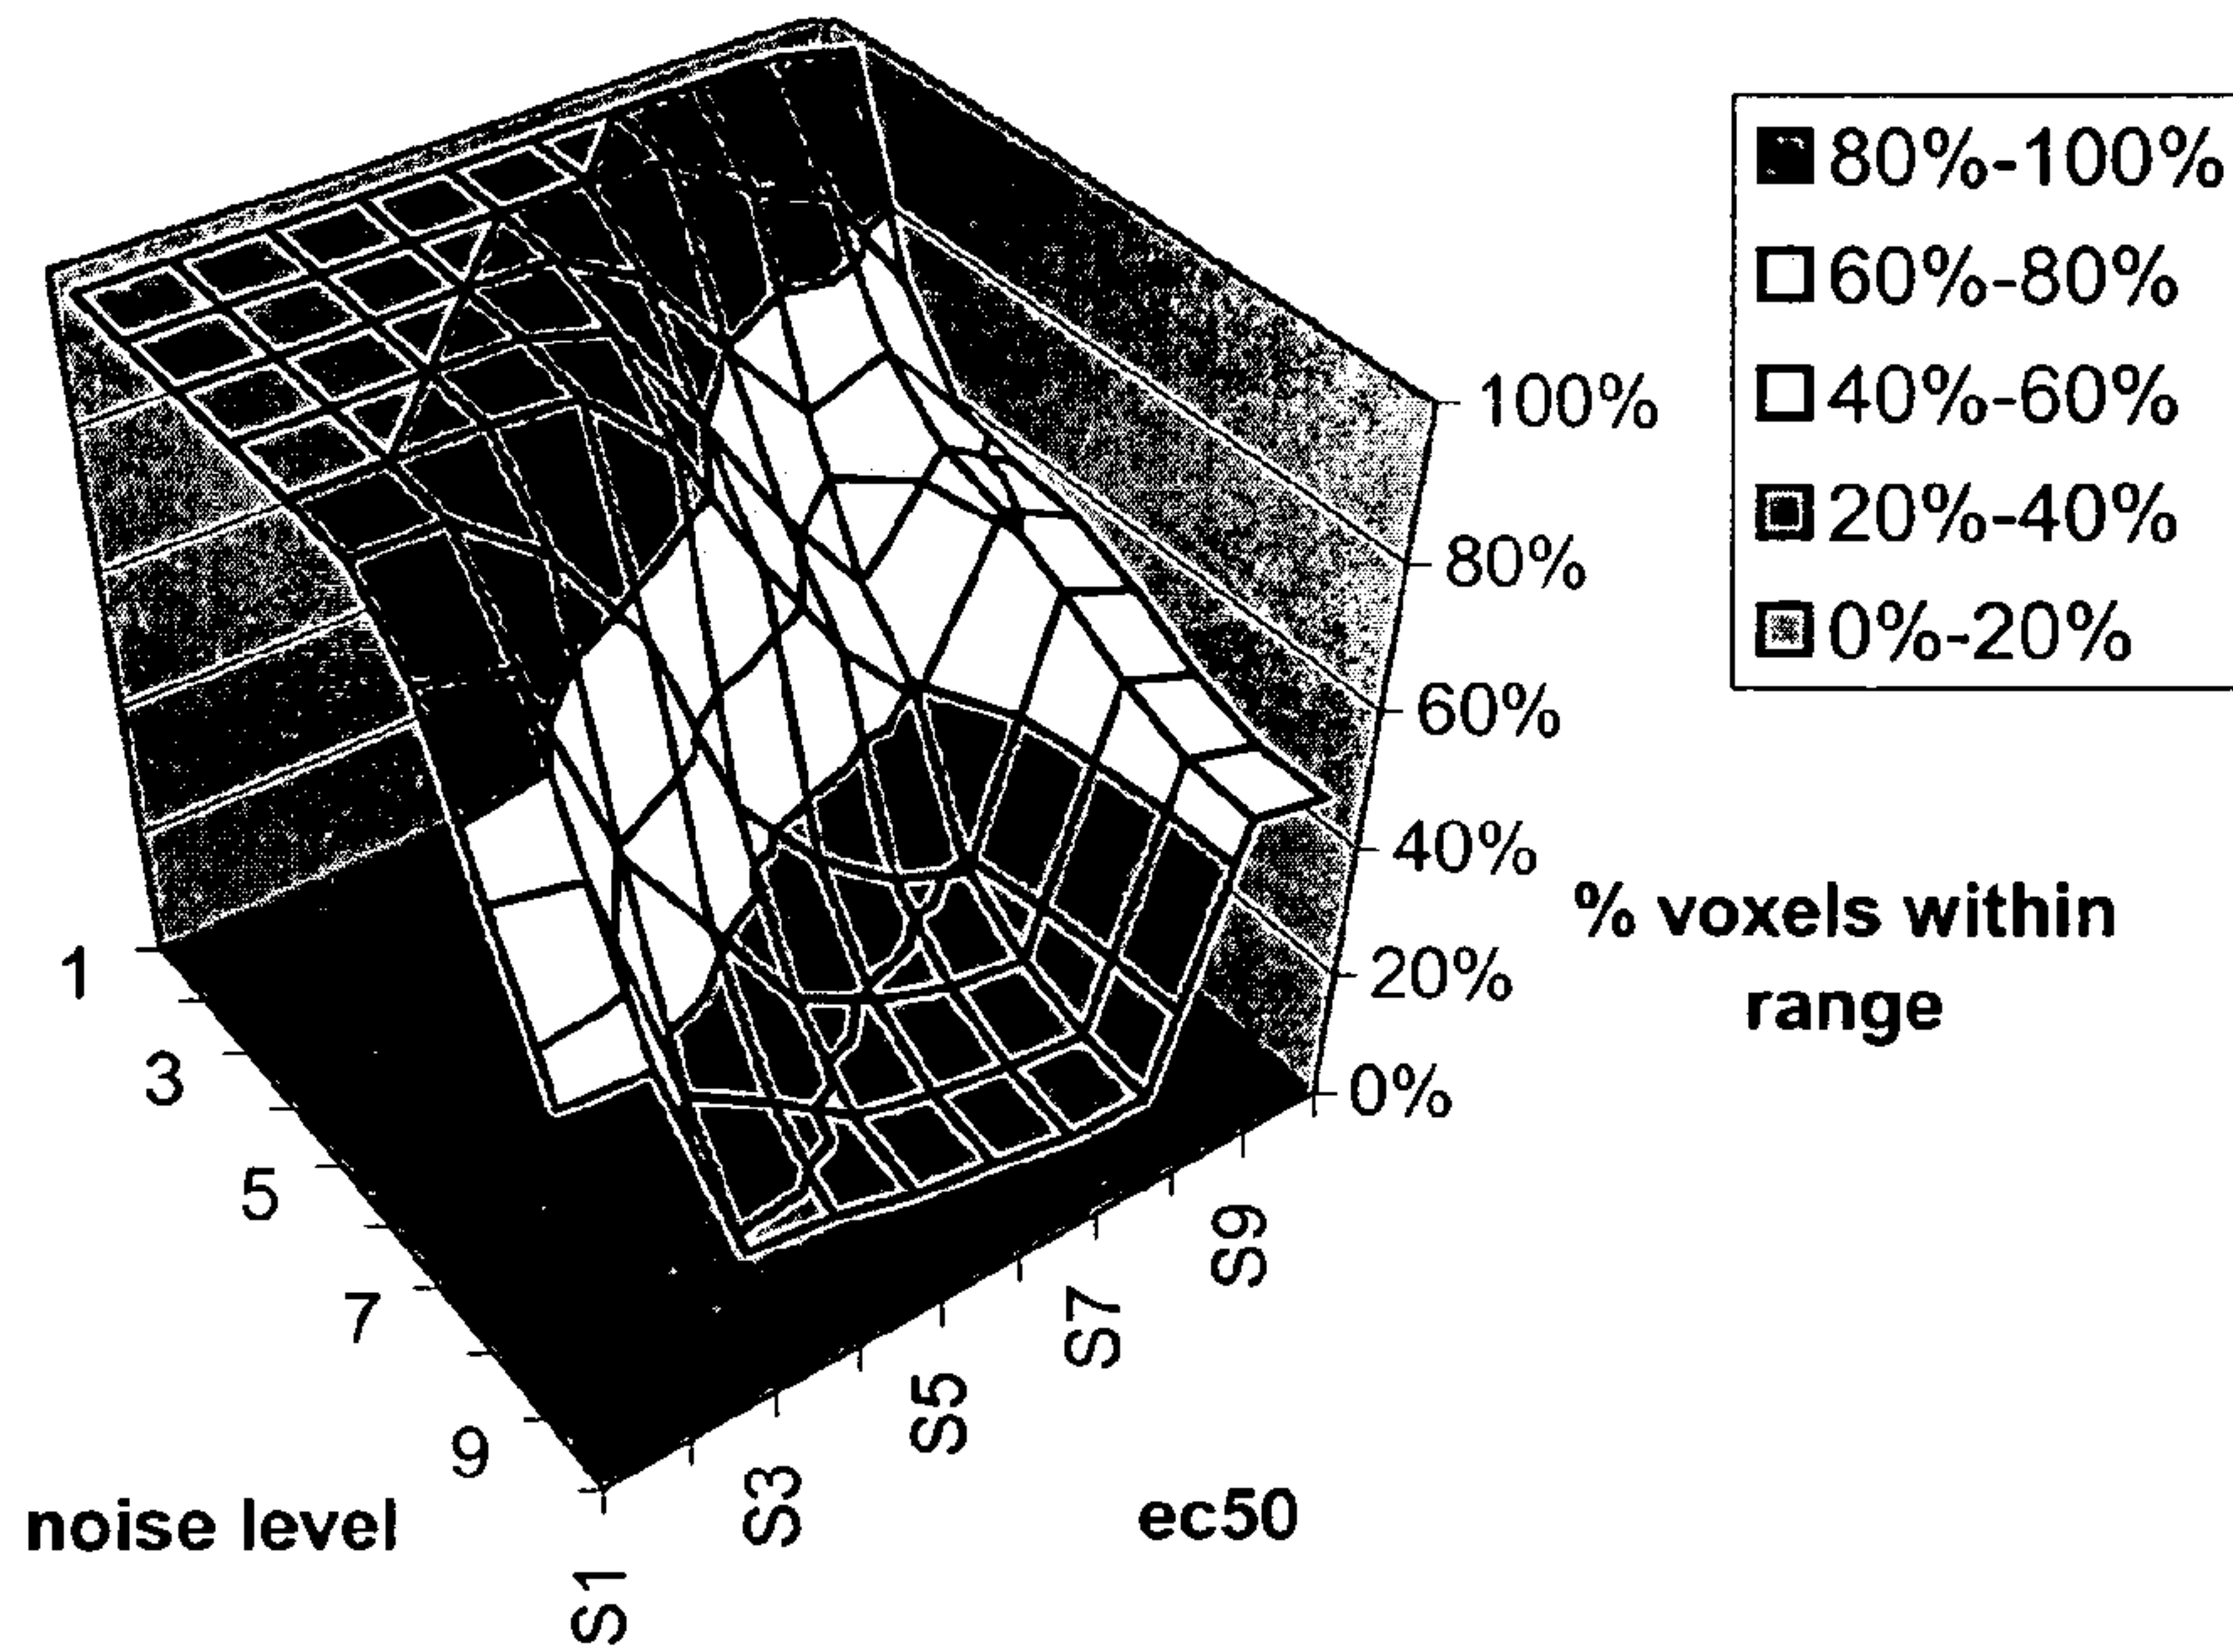 80%-100%
60%-80%
40%-60%
20%-40%
0%-20%
100%
80%
60%
40%
20%
0%
% voxels within
range
1
3
5
7
9
noise level
S1
S3
S5
S7
S9
ec50